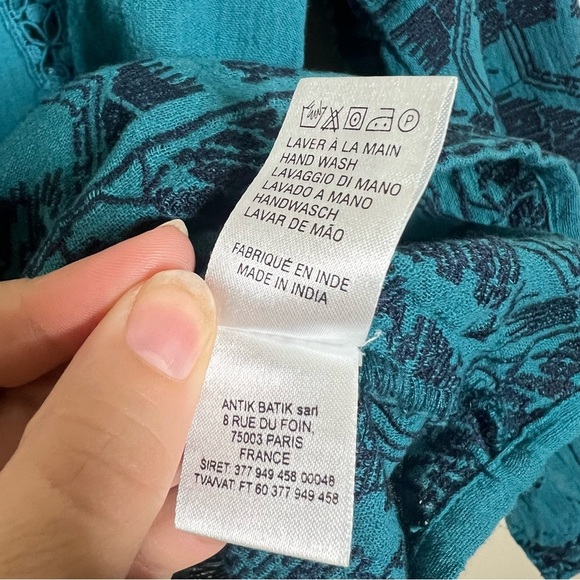 P
LAVER À LA MAIN
HAND WASH
LAVAGGIO DI MANO
LAVADO A MANO
HANDWASCH
LAVAR DE MÃO
FABRIQUÉ EN INDE
MADE IN INDIA
ANTIK BATIK sarl
8 RUE DU FOIN,
75003 PARIS
FRANCE
SIRET: 377 949 458 00048
TVA/VAT: FT 60 377 949 458